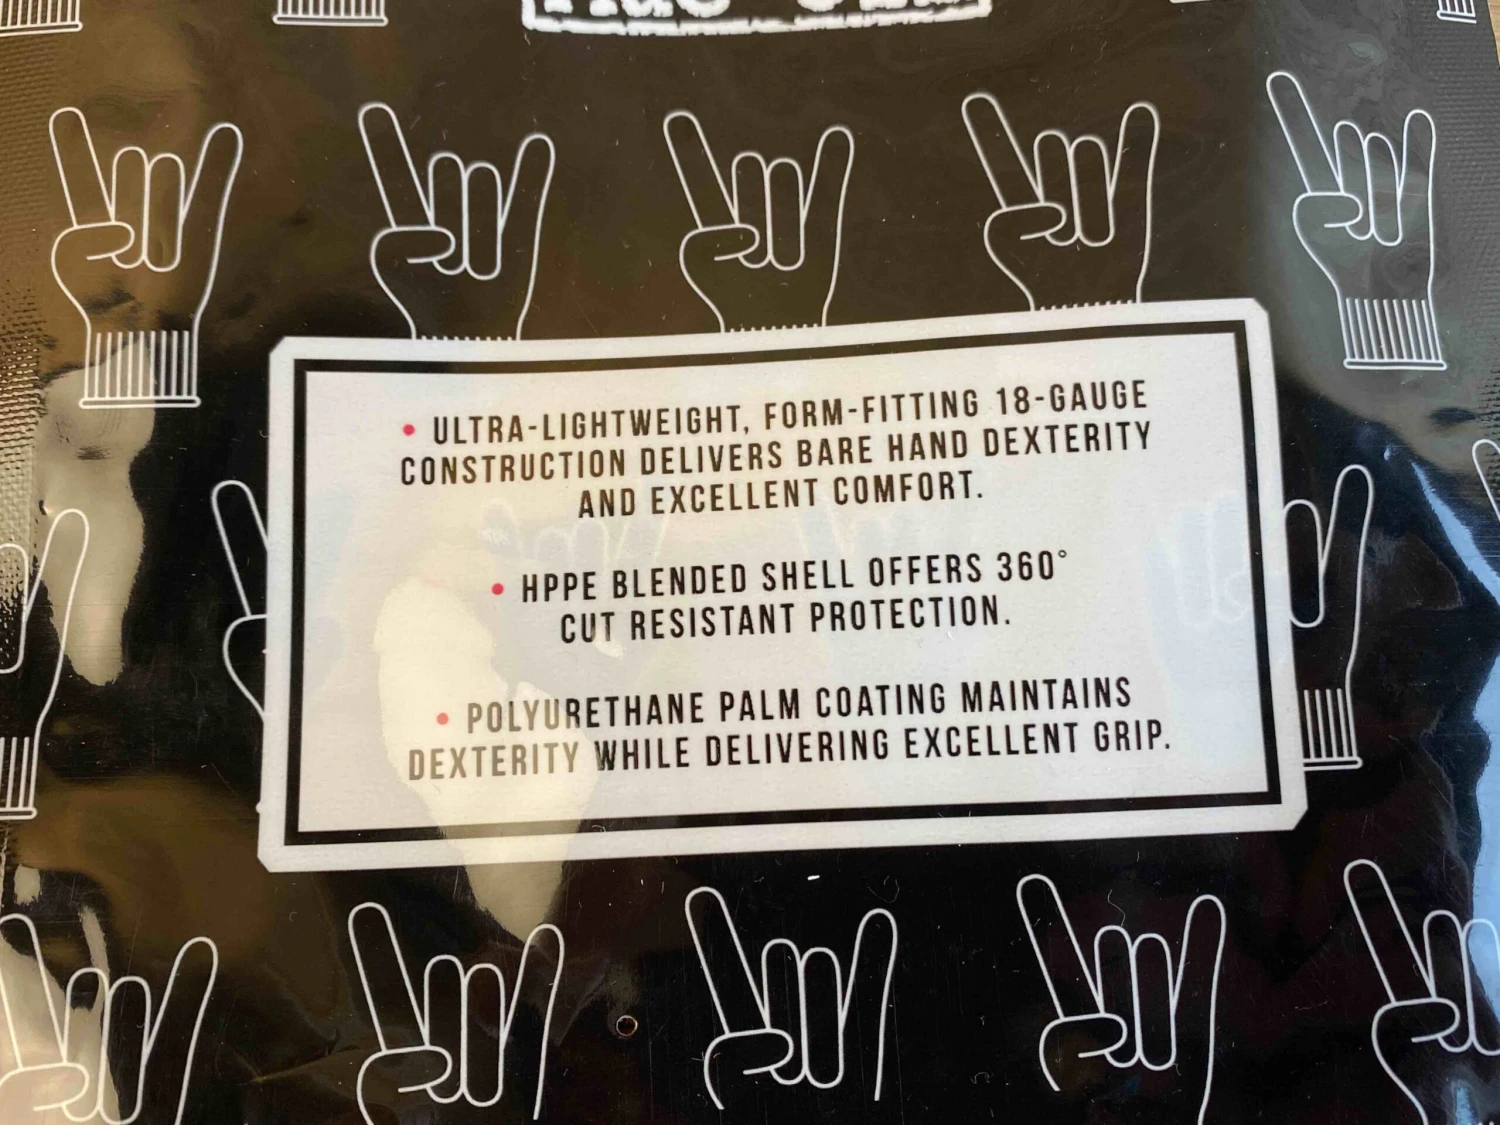 • ULTRA-LIGHTWEIGHT, FORM-FITTING 18-GAUGE
CONSTRUCTION DELIVERS BARE HAND DEXTERITY
AND EXCELLENT COMFORT.
• HPPE BLENDED SHELL OFFERS 360°
CUT RESISTANT PROTECTION.
• POLYURETHANE PALM COATING MAINTAINS
DEXTERITY WHILE DELIVERING EXCELLENT GRIP.